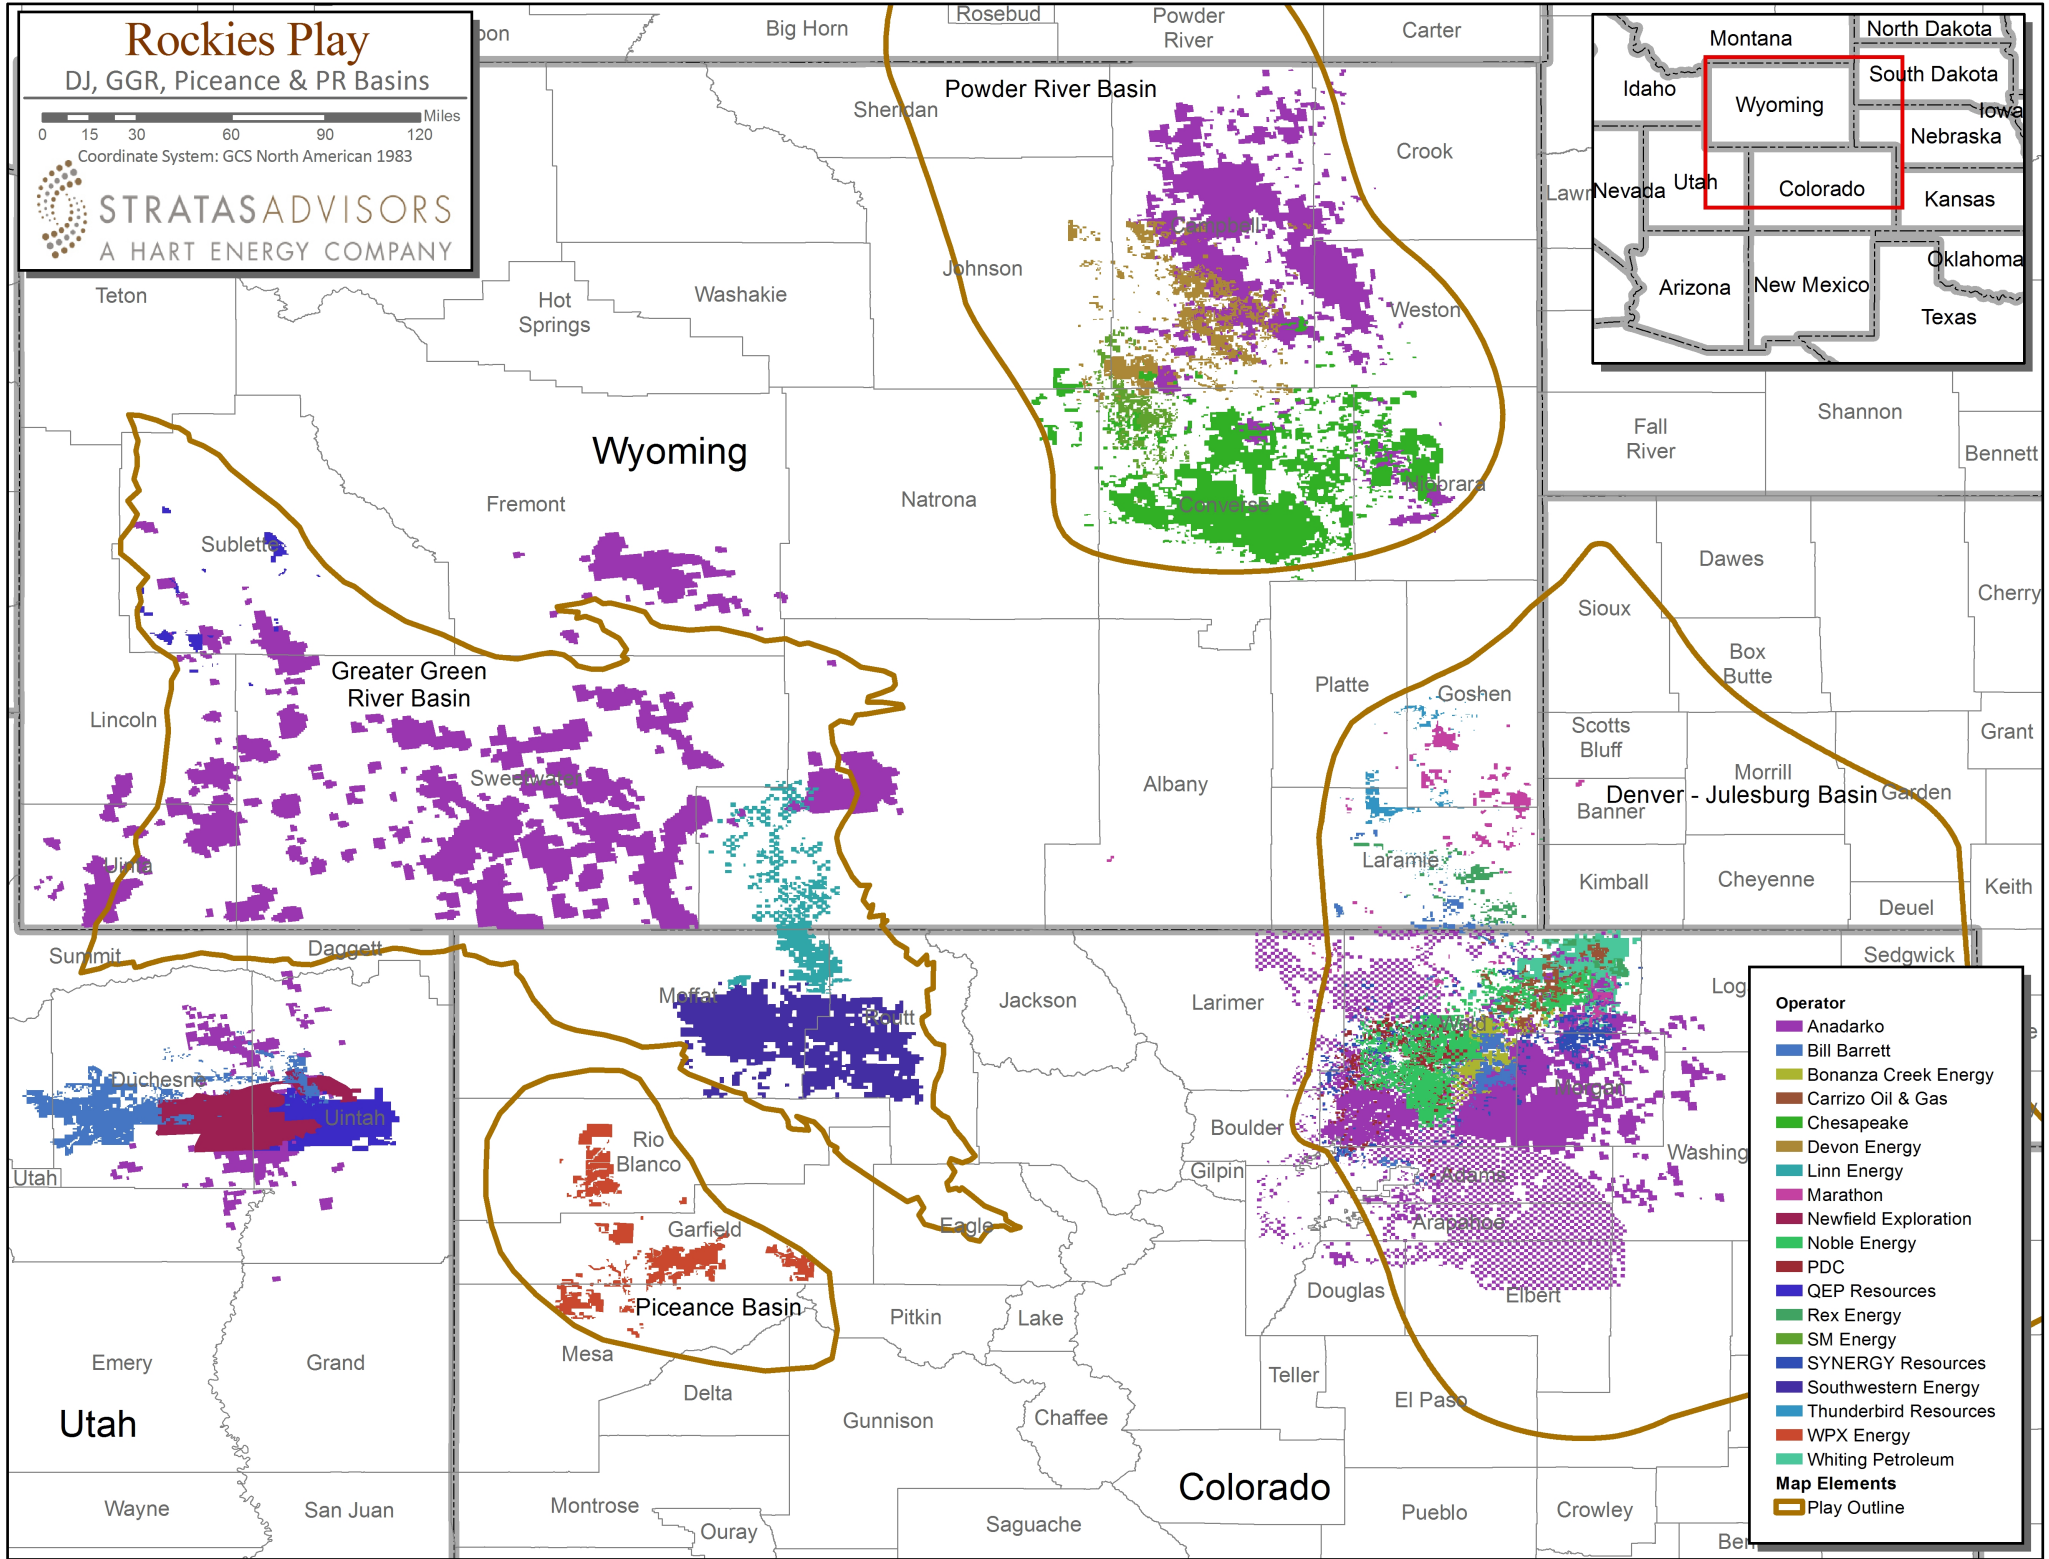 Rockies Play
DJ, GGR, Piceance & PR Basins
Miles
0 15 30 60 90 120
Coordinate System: GCS North American 1983
STRATAS ADVISORS
A HART ENERGY COMPANY
Big Horn
Rosebud
Powder
River
Carter
Powder River Basin
Sheridan
Crook
Campbell
Johnson
Weston
Teton
Hot
Springs
Washakie
Wyoming
Fremont
Natrona
Converse
Niobrara
Sublette
Greater Green
River Basin
Lincoln
Sweetwater
Uinta
Albany
Platte
Goshen
Laramie
Fall
River
Shannon
Bennett
Dawes
Sioux
Cherry
Box
Butte
Scotts
Bluff
Morrill
Grant
Denver - Julesburg Basin
Garden
Banner
Kimball
Cheyenne
Keith
Deuel
Sedgwick
Log
Summit
Daggett
Moffat
Routt
Jackson
Larimer
Weld
Morgan
Duchesne
Uintah
Utah
Rio
Blanco
Boulder
Gilpin
Adams
Washing
Arapahoe
Garfield
Eagle
Douglas
Elbert
Piceance Basin
Mesa
Pitkin
Lake
Emery
Grand
Delta
Teller
El Paso
Utah
Gunnison
Chaffee
Colorado
Wayne
San Juan
Montrose
Ouray
Saguache
Pueblo
Crowley
Montana
North Dakota
Idaho
South Dakota
Wyoming
Iowa
Nebraska
Nevada
Utah
Colorado
Kansas
Arizona
New Mexico
Oklahoma
Texas
Operator
Anadarko
Bill Barrett
Bonanza Creek Energy
Carrizo Oil & Gas
Chesapeake
Devon Energy
Linn Energy
Marathon
Newfield Exploration
Noble Energy
PDC
QEP Resources
Rex Energy
SM Energy
SYNERGY Resources
Southwestern Energy
Thunderbird Resources
WPX Energy
Whiting Petroleum
Map Elements
Play Outline